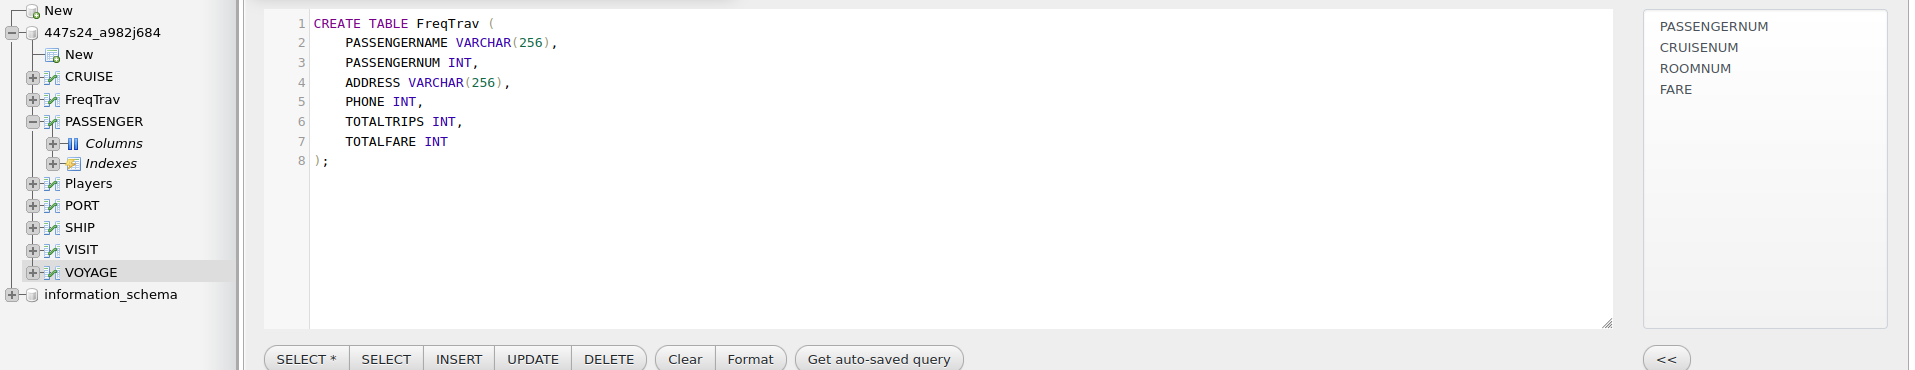 New
447s24_a982j684
New
CRUISE
FreqTrav
PASSENGER
Columns
Indexes
Players
PORT
SHIP
VISIT
VOYAGE
information_schema
1 CREATE TABLE FreqTrav (
2 PASSENGERNAME VARCHAR(256),
3 PASSENGERNUM INT,
4 ADDRESS VARCHAR(256),
5 PHONE INT,
6 TOTALTRIPS INT,
7 TOTALFARE INT
8 );
PASSENGERNUM
CRUISENUM
ROOMNUM
FARE
SELECT * SELECT INSERT UPDATE DELETE Clear Format Get auto-saved query <<